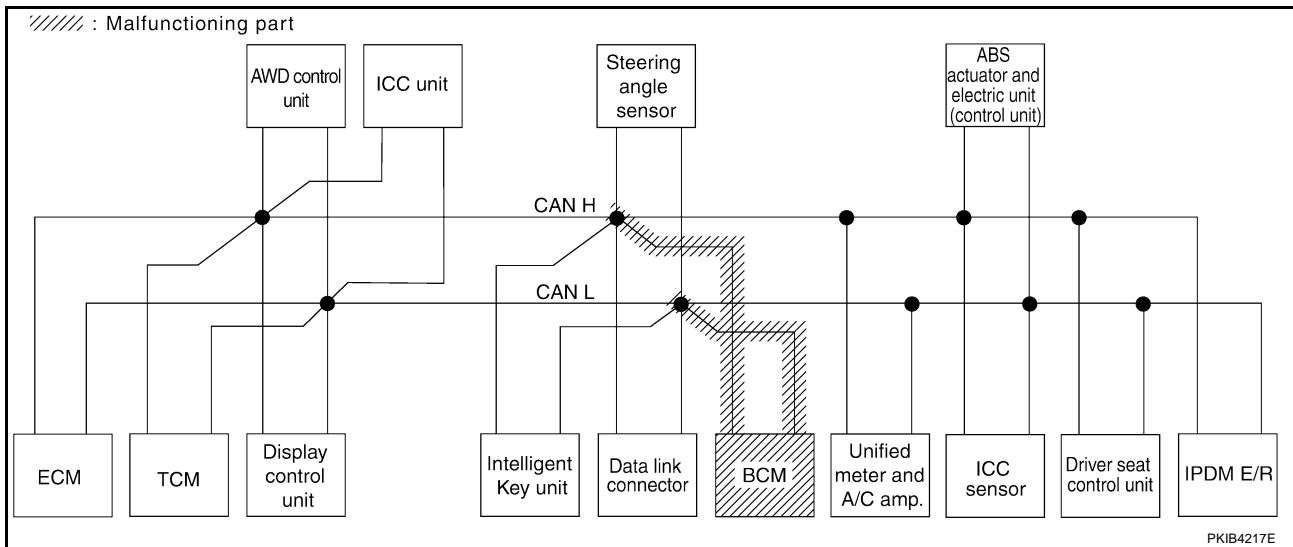 : Malfunctioning part
AWD control
unit
ICC unit
Steering
angle
sensor
ABS
actuator and
electric unit
(control unit)
CAN H
CAN L
ECM
TCM
Display
control
unit
Intelligent
Key unit
Data link
connector
BCM
Unified
meter and
A/C amp.
ICC
sensor
Driver seat
control unit
IPDM E/R
PKIB4217E